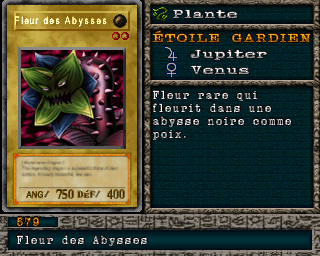 Fleur des Abysses
ANG/ 750 DÉF/ 400
Plante
ÉTOILE GARDIEN
Jupiter
Venus
Fleur rare qui
fleurit dans une
abysse noire comme
poix.
579
Fleur des Abysses